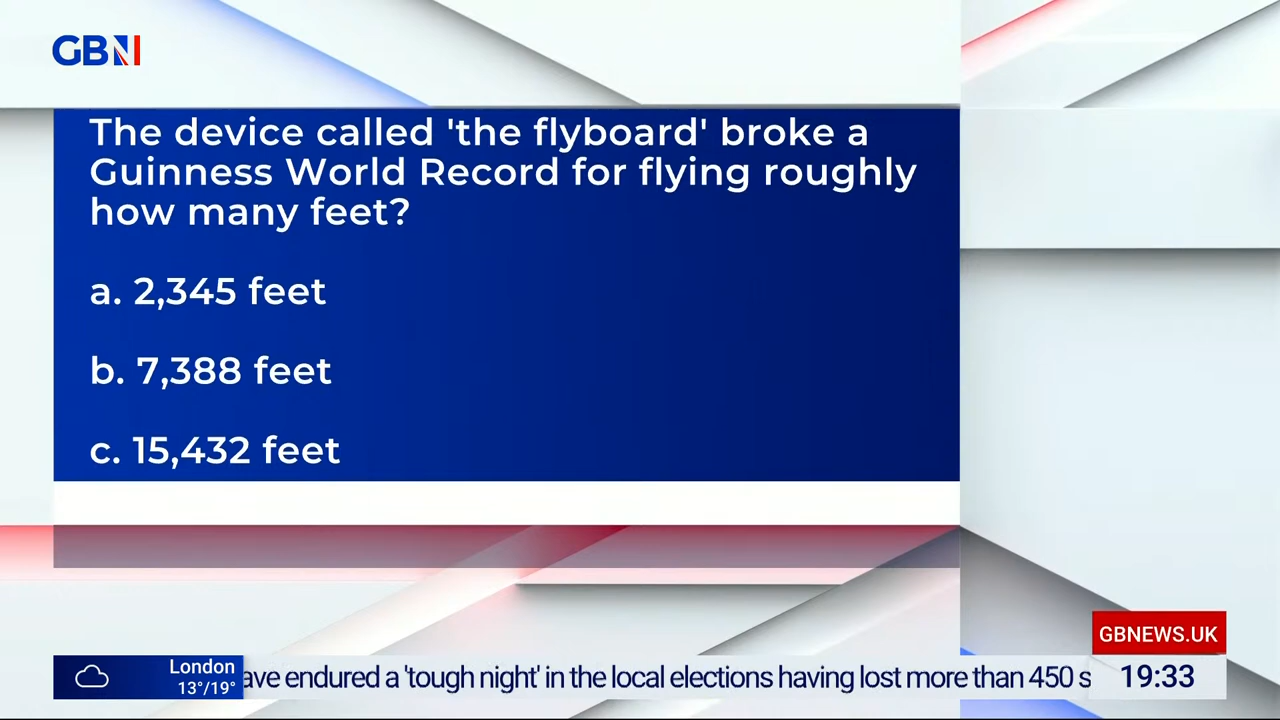 GBN
The device called 'the flyboard' broke a
Guinness World Record for flying roughly
how many feet?
a. 2,345 feet
b. 7,388 feet
c. 15,432 feet
GBNEWS.UK
London
13°/19°
ave endured a 'tough night' in the local elections having lost more than 450 s
19:33